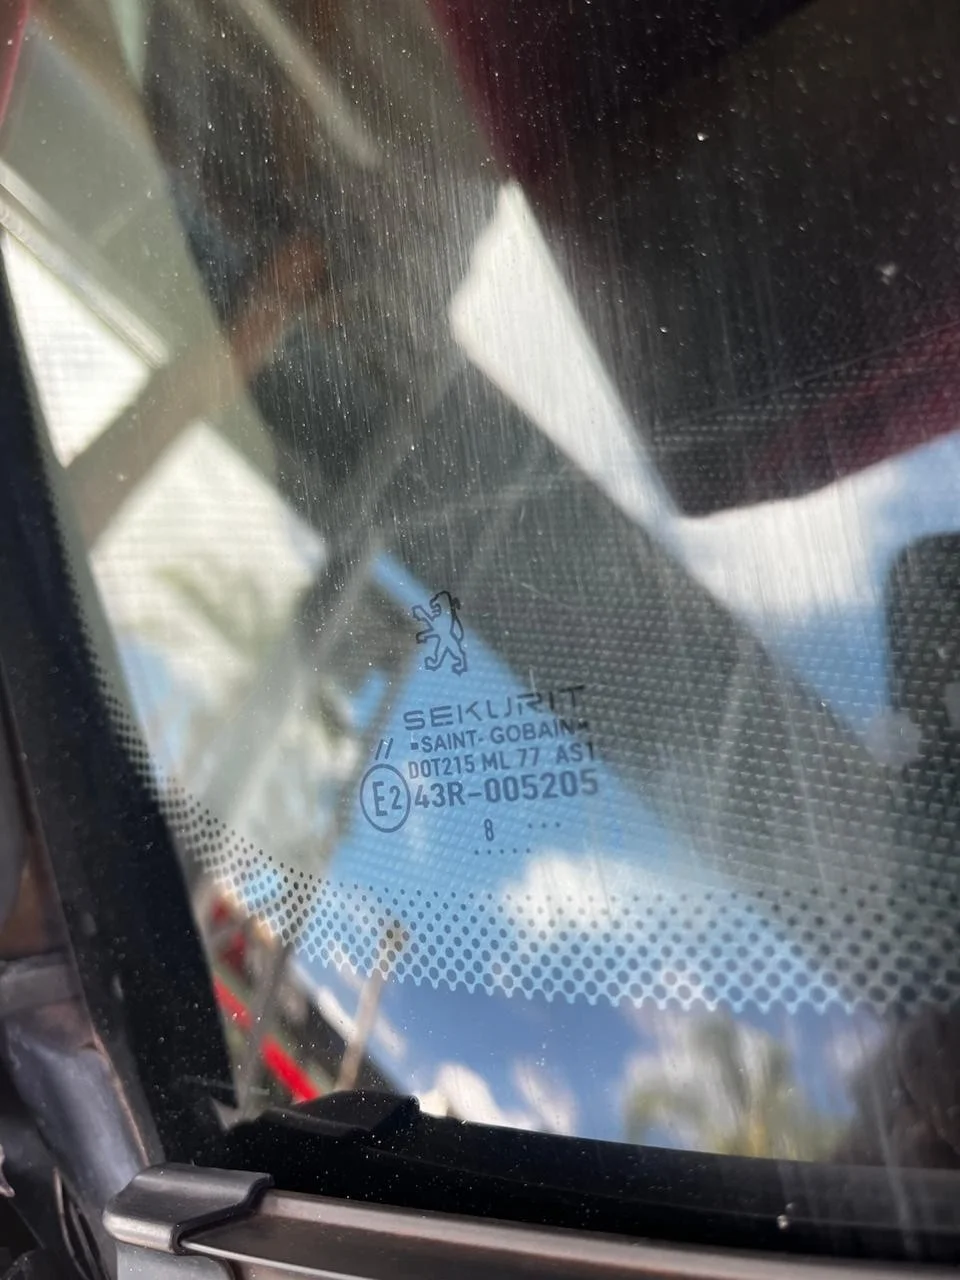 SEKURIT
SAINT-GOBAIN
//
DOT215 ML 77 AS1
E2 43R-005205
8 ...
.....